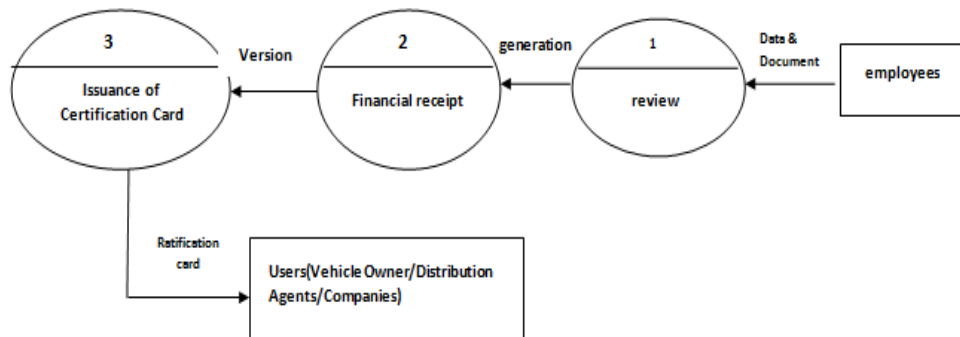 3
Issuance of
Certification Card
Version
2
Financial receipt
generation
1
review
Data &
Document
employees
Ratification
card
Users(Vehicle Owner/Distribution
Agents/Companies)